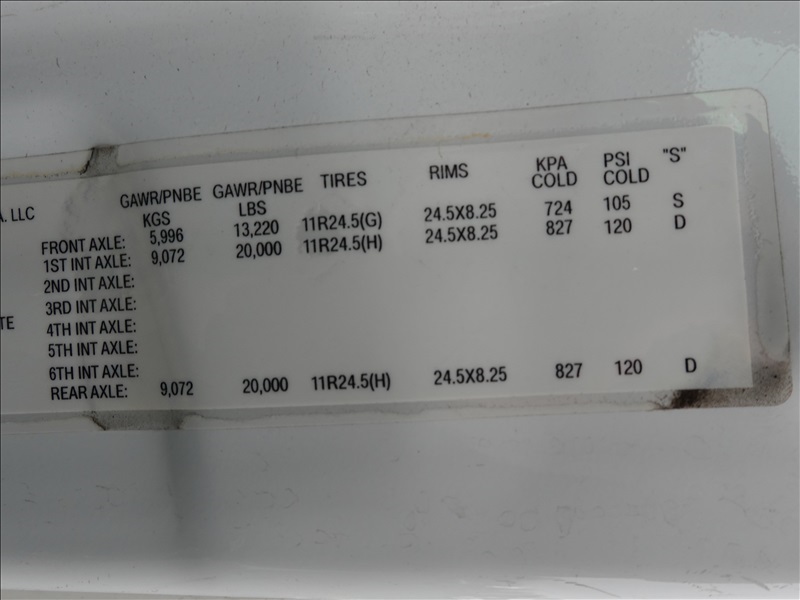 GAWR/PNBE GAWR/PNBE TIRES RIMS KPA PSI "S"
KGS LBS COLD COLD
A. LLC
FRONT AXLE: 5,996 13,220 11R24.5(G) 24.5X8.25 724 105 S
1ST INT AXLE: 9,072 20,000 11R24.5(H) 24.5X8.25 827 120 D
2ND INT AXLE:
3RD INT AXLE:
TE 4TH INT AXLE:
5TH INT AXLE:
6TH INT AXLE:
REAR AXLE: 9,072 20,000 11R24.5(H) 24.5X8.25 827 120 D